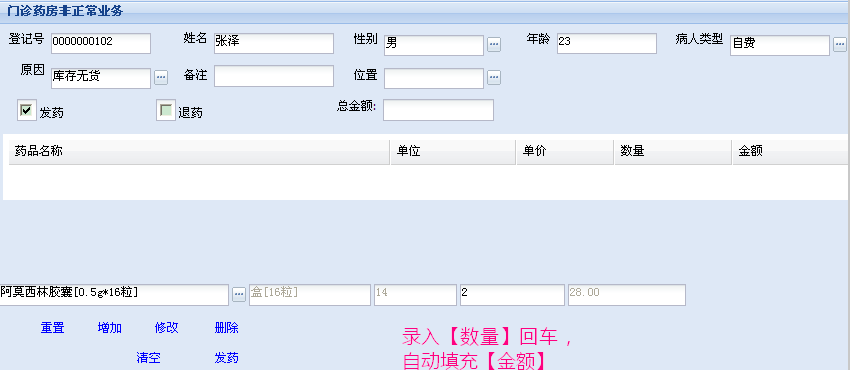 门诊药房非正常业务
登记号 0000000102 姓名 张泽 性别 男 年龄 23 病人类型 自费
原因 库存无货 备注 位置
发药 退药 总金额:
药品名称 单位 单价 数量 金额
阿莫西林胶囊[0.5g*16粒] 盒[16粒] 14 2 28.00
重置 增加 修改 删除
清空 发药
录入【数量】回车，
自动填充【金额】